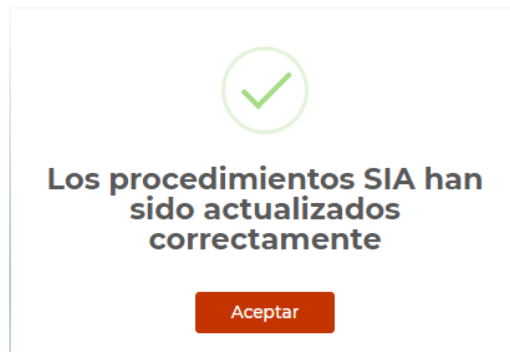 Los procedimientos SIA han
sido actualizados
correctamente
Aceptar